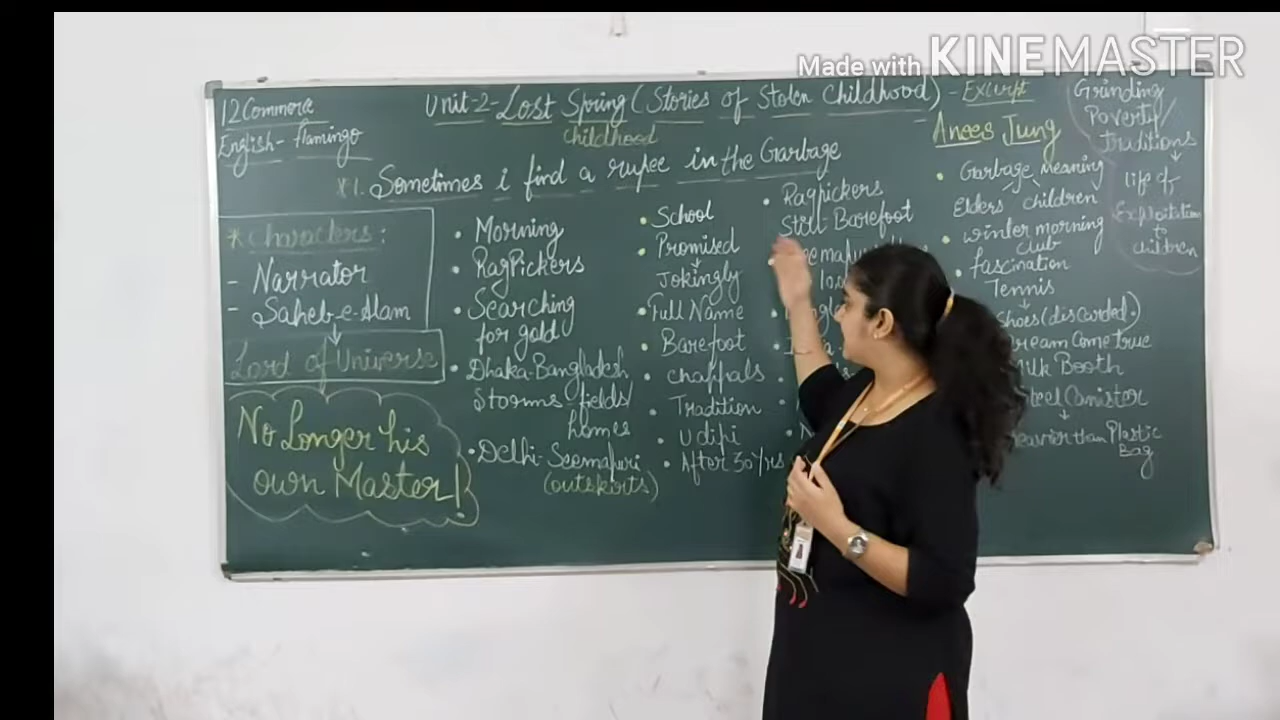 Made with KINEMASTER
12 Commerce
English - flamingo
Unit-2-Lost Spring (Stories of Stolen Childhood) - Excerpt
Childhood
Anees Jung
*1. Sometimes i find a rupee in the Garbage
* Characters:
- Narrator
- Saheb-e-Alam
Lord of Universe
No Longer his
own Master!
• Morning
• RagPickers
• Searching
for gold
• Dhaka-Bangladesh
Storms-fields/
homes
• Delhi-Seemapuri
(outskirts)
• School
• Promised
Jokingly
• Full Name
• Barefoot
• chappals
• Tradition
• Udipi
• After 30 yrs
• Ragpickers
Still-Barefoot
• Garbage meaning
Elders children
• winter morning
club
• fascination
Tennis
Shoes (discarded)
Dream Come true
Milk Booth
Steel Canister
Heavier than Plastic
Bag
Grinding
Poverty/
Traditions
life of
Exploitation
to
children